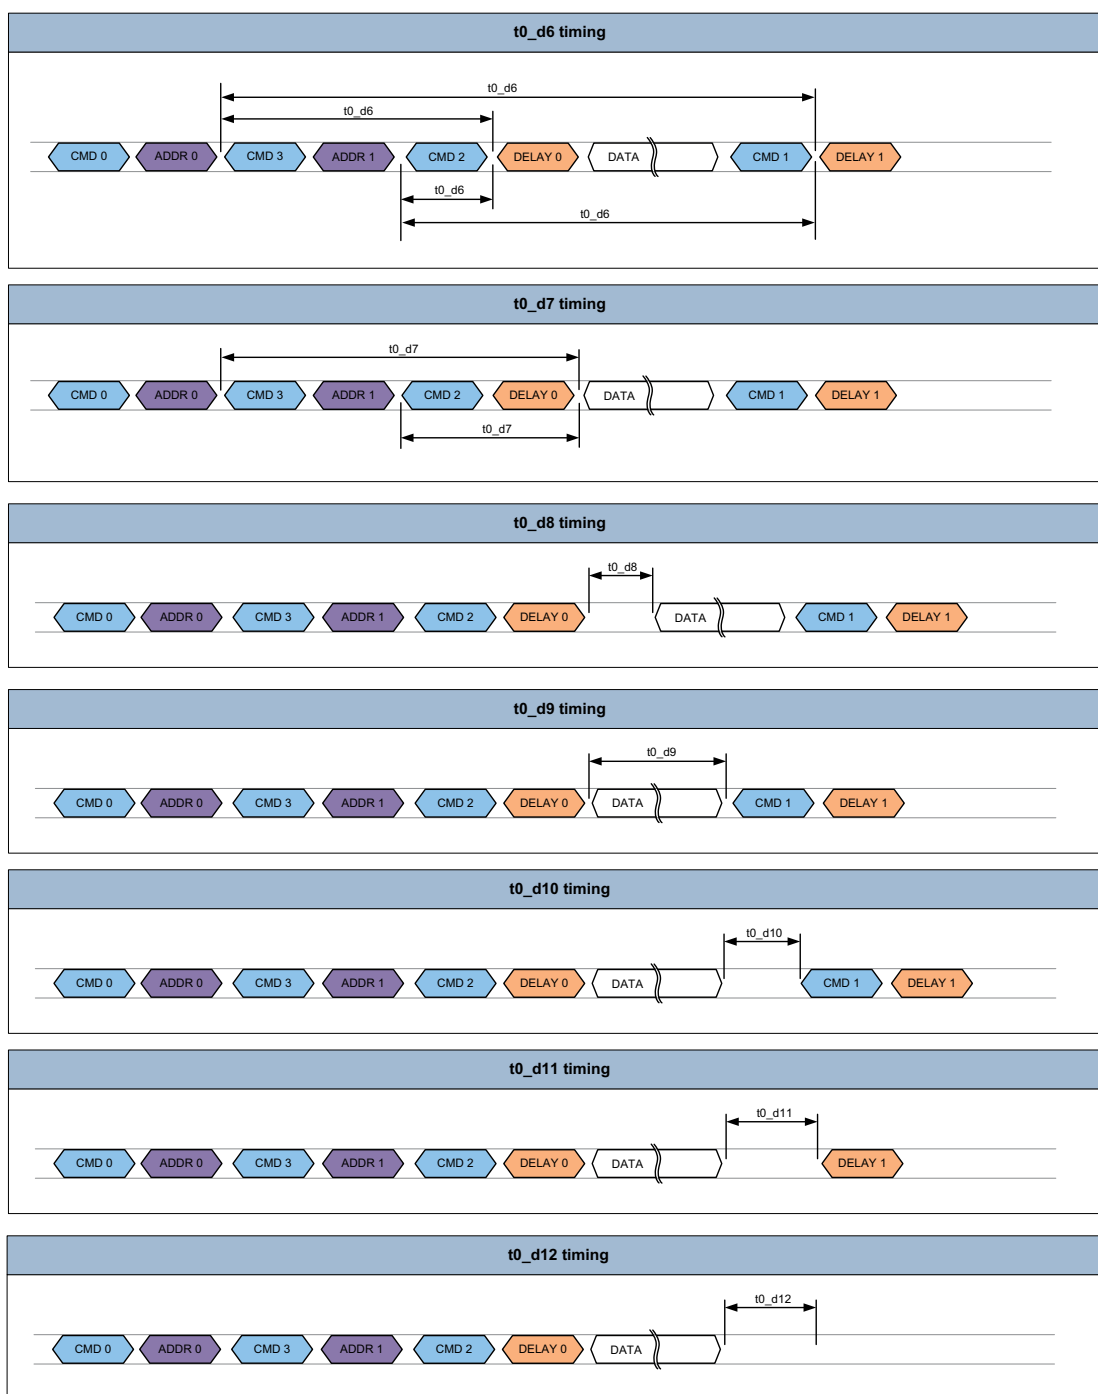 t0_d6 timing
t0_d6
t0_d6
CMD 0 ADDR 0 CMD 3 ADDR 1 CMD 2 DELAY 0 DATA CMD 1 DELAY 1
t0_d6
t0_d6
t0_d7 timing
t0_d7
CMD 0 ADDR 0 CMD 3 ADDR 1 CMD 2 DELAY 0 DATA CMD 1 DELAY 1
t0_d7
t0_d8 timing
t0_d8
CMD 0 ADDR 0 CMD 3 ADDR 1 CMD 2 DELAY 0 DATA CMD 1 DELAY 1
t0_d9 timing
t0_d9
CMD 0 ADDR 0 CMD 3 ADDR 1 CMD 2 DELAY 0 DATA CMD 1 DELAY 1
t0_d10 timing
t0_d10
CMD 0 ADDR 0 CMD 3 ADDR 1 CMD 2 DELAY 0 DATA CMD 1 DELAY 1
t0_d11 timing
t0_d11
CMD 0 ADDR 0 CMD 3 ADDR 1 CMD 2 DELAY 0 DATA DELAY 1
t0_d12 timing
t0_d12
CMD 0 ADDR 0 CMD 3 ADDR 1 CMD 2 DELAY 0 DATA